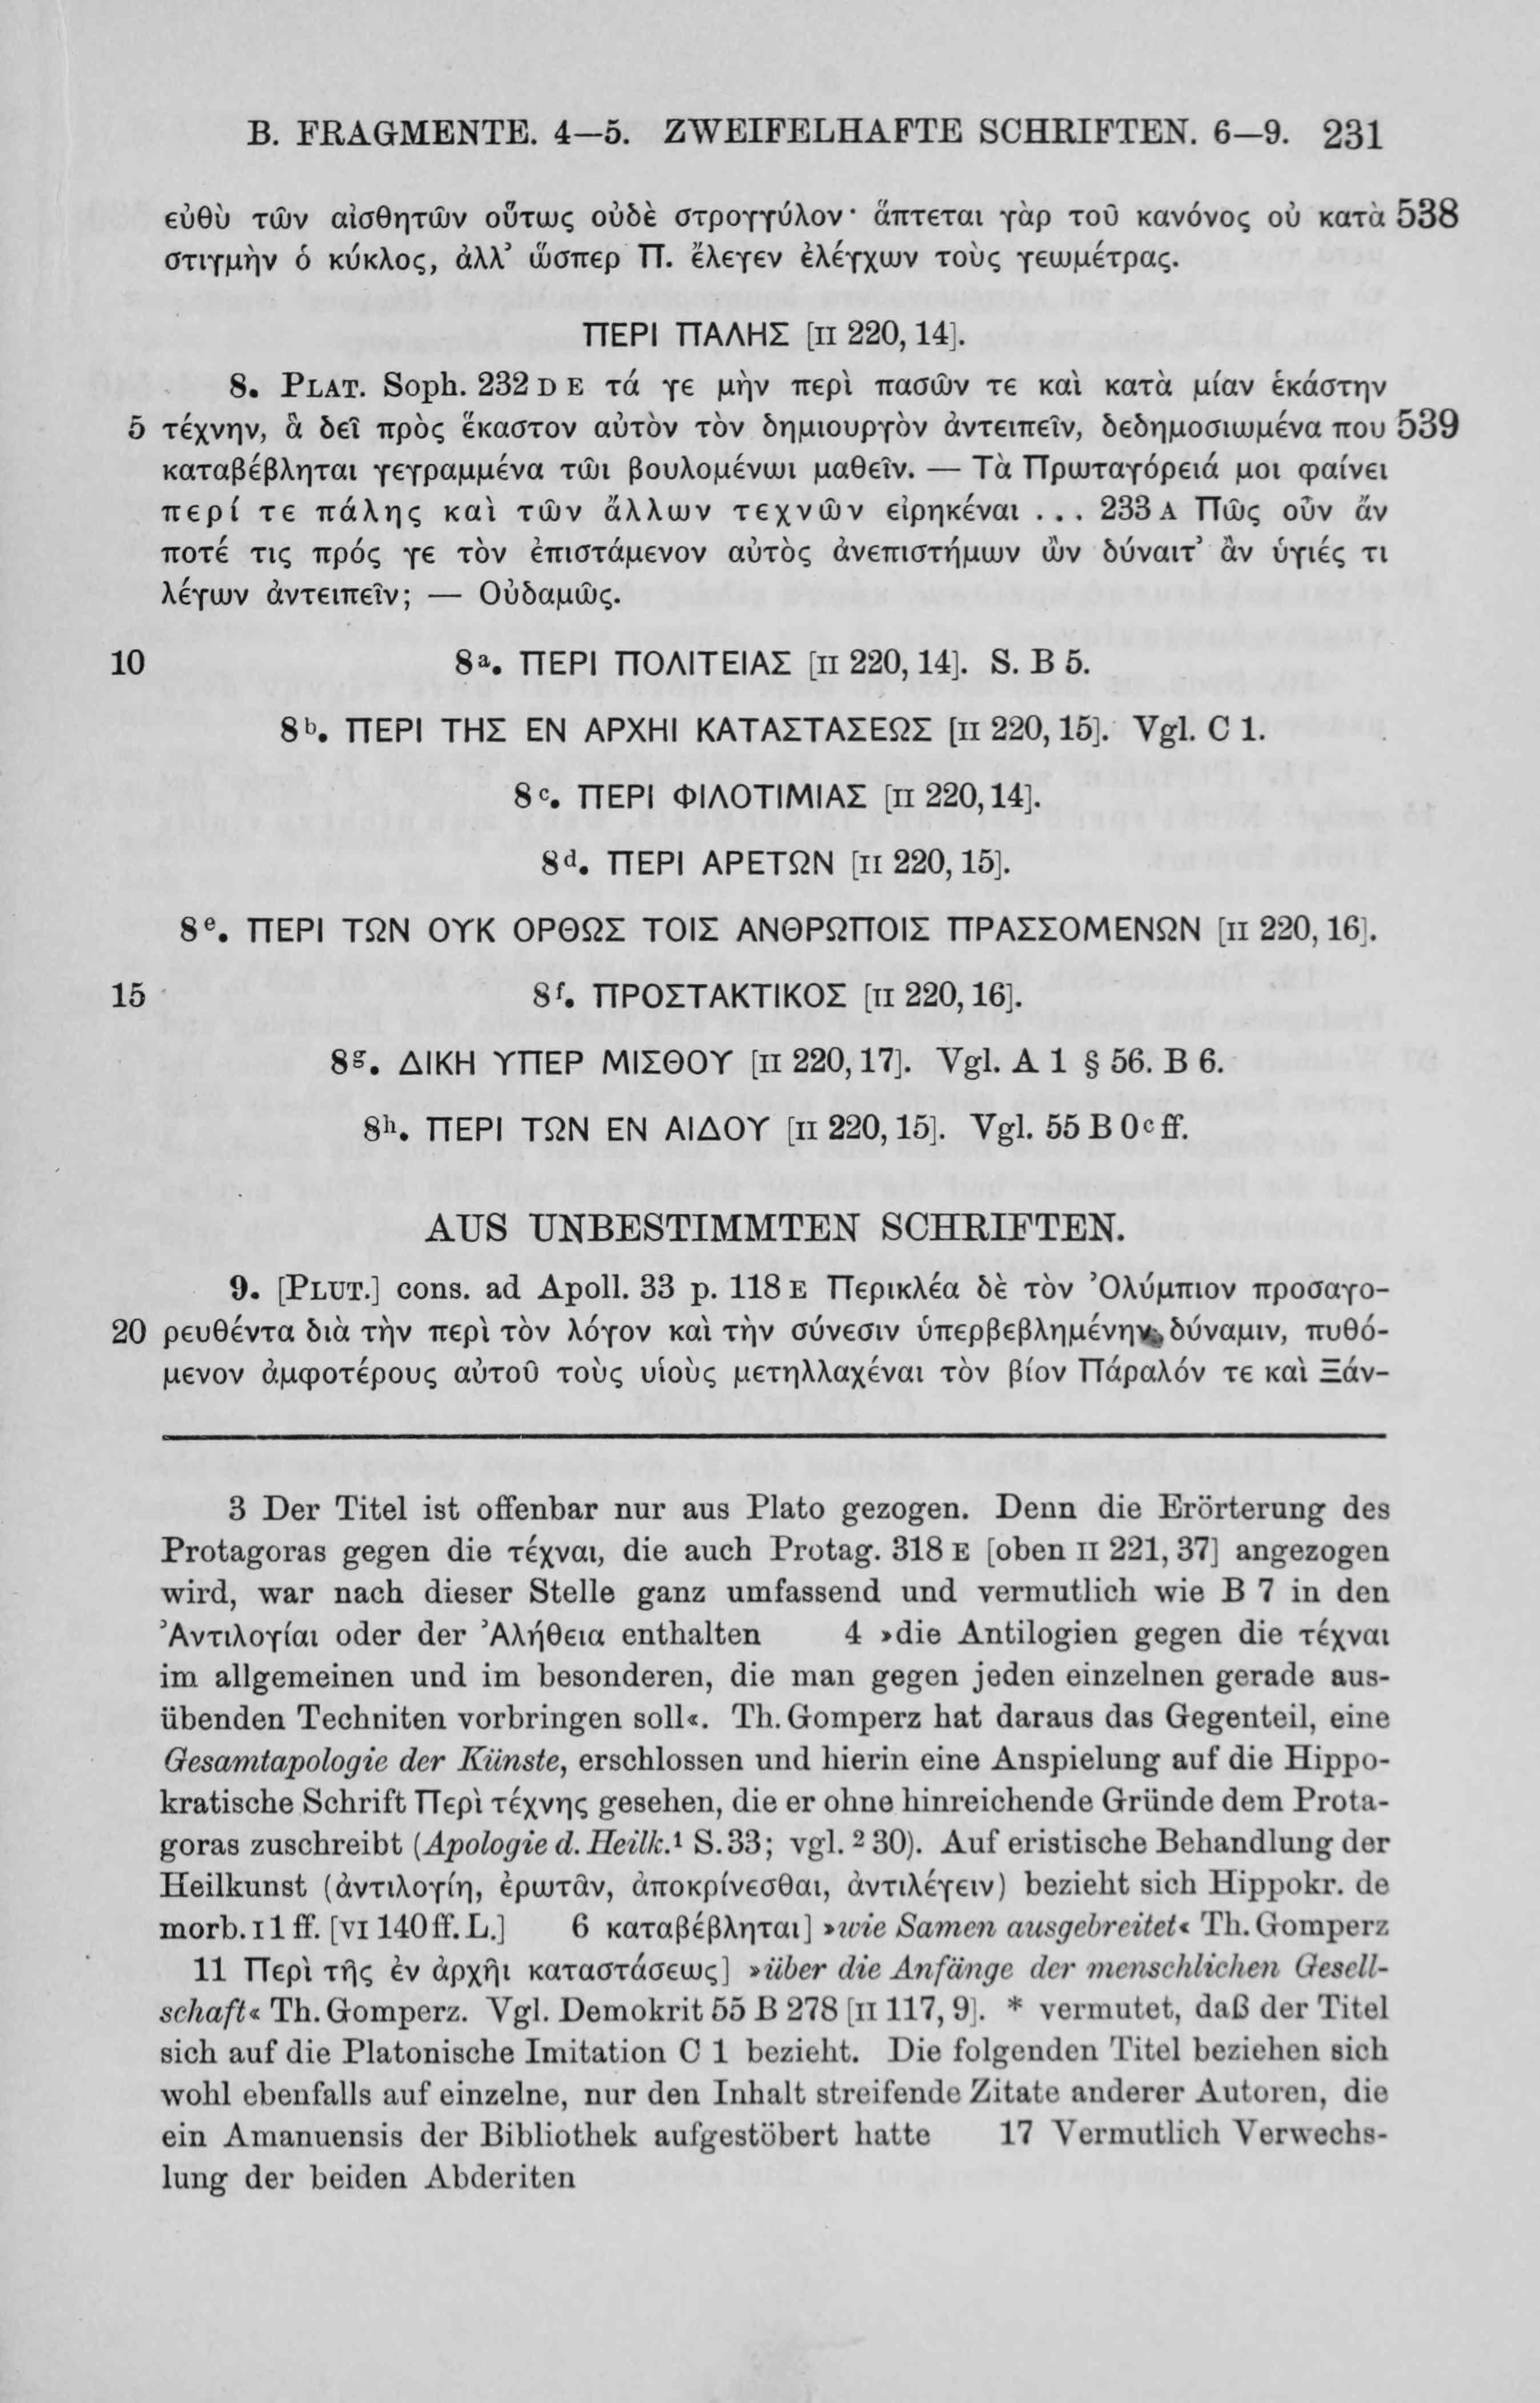 B. FRAGMENTE. 4—5. ZWEIFELHAFTE SCHRIFTEN. 6—9. 231
εὐθὺ τῶν αἰσθητῶν οὕτως οὐδὲ στρογγύλον· ἅπτεται γὰρ τοῦ κανόνος οὐ κατὰ 538
στιγμὴν ὁ κύκλος, ἀλλ’ ὥσπερ Π. ἔλεγεν ἐλέγχων τοὺς γεωμέτρας.
ΠΕΡΙ ΠΑΛΗΣ [II 220, 14].
8. PLAT. Soph. 232 D E τά γε μὴν περὶ πασῶν τε καὶ κατὰ μίαν ἑκάστην
5 τέχνην, ἃ δεῖ πρὸς ἕκαστον αὐτὸν τὸν δημιουργὸν ἀντειπεῖν, δεδημοσιωμένα που 539
καταβέβληται γεγραμμένα τῶι βουλομένωι μαθεῖν. — Τὰ Πρωταγόρειά μοι φαίνει
περί τε πάλης καὶ τῶν ἄλλων τεχνῶν εἰρηκέναι ... 233 A Πῶς οὖν ἄν
ποτέ τις πρός γε τὸν ἐπιστάμενον αὐτὸς ἀνεπιστήμων ὢν δύναιτ’ ἂν ὑγιές τι
λέγων ἀντειπεῖν; — Οὐδαμῶς.
10 8a. ΠΕΡΙ ΠΟΛΙΤΕΙΑΣ [II 220, 14]. S. B 5.
8b. ΠΕΡΙ ΤΗΣ ΕΝ ΑΡΧΗΙ ΚΑΤΑΣΤΑΣΕΩΣ [II 220, 15]. Vgl. C 1.
8c. ΠΕΡΙ ΦΙΛΟΤΙΜΙΑΣ [II 220, 14].
8d. ΠΕΡΙ ΑΡΕΤΩΝ [II 220, 15].
8e. ΠΕΡΙ ΤΩΝ ΟΥΚ ΟΡΘΩΣ ΤΟΙΣ ΑΝΘΡΩΠΟΙΣ ΠΡΑΣΣΟΜΕΝΩΝ [II 220, 16].
15 8f. ΠΡΟΣΤΑΚΤΙΚΟΣ [II 220, 16].
8g. ΔΙΚΗ ΥΠΕΡ ΜΙΣΘΟΥ [II 220, 17]. Vgl. A 1 § 56. B 6.
8h. ΠΕΡΙ ΤΩΝ ΕΝ ΑΙΔΟΥ [II 220, 15]. Vgl. 55 B 0c ff.
AUS UNBESTIMMTEN SCHRIFTEN.
9. [PLUT.] cons. ad Apoll. 33 p. 118 E Περικλέα δὲ τὸν Ὀλύμπιον προσαγο-
20 ρευθέντα διὰ τὴν περὶ τὸν λόγον καὶ τὴν σύνεσιν ὑπερβεβλημένην δύναμιν, πυθό-
μενον ἀμφοτέρους αὐτοῦ τοὺς υἱοὺς μετηλλαχέναι τὸν βίον Πάραλόν τε καὶ Ξάν-
3 Der Titel ist offenbar nur aus Plato gezogen. Denn die Erörterung des
Protagoras gegen die τέχναι, die auch Protag. 318 E [oben II 221, 37] angezogen
wird, war nach dieser Stelle ganz umfassend und vermutlich wie B 7 in den
Ἀντιλογίαι oder der Ἀλήθεια enthalten 4 »die Antilogien gegen die τέχναι
im allgemeinen und im besonderen, die man gegen jeden einzelnen gerade aus-
übenden Techniten vorbringen soll«. Th. Gomperz hat daraus das Gegenteil, eine
Gesamtapologie der Künste, erschlossen und hierin eine Anspielung auf die Hippo-
kratische Schrift Περὶ τέχνης gesehen, die er ohne hinreichende Gründe dem Prota-
goras zuschreibt (Apologie d. Heilk.¹ S. 33; vgl. ² 30). Auf eristische Behandlung der
Heilkunst (ἀντιλογίη, ἐρωτᾶν, ἀποκρίνεσθαι, ἀντιλέγειν) bezieht sich Hippokr. de
morb. I 1 ff. [VI 140 ff. L.] 6 καταβέβληται] »wie Samen ausgebreitet« Th. Gomperz
11 Περὶ τῆς ἐν ἀρχῆι καταστάσεως] »über die Anfänge der menschlichen Gesell-
schaft« Th. Gomperz. Vgl. Demokrit 55 B 278 [II 117, 9]. * vermutet, daß der Titel
sich auf die Platonische Imitation C 1 bezieht. Die folgenden Titel beziehen sich
wohl ebenfalls auf einzelne, nur den Inhalt streifende Zitate anderer Autoren, die
ein Amanuensis der Bibliothek aufgestöbert hatte 17 Vermutlich Verwechs-
lung der beiden Abderiten